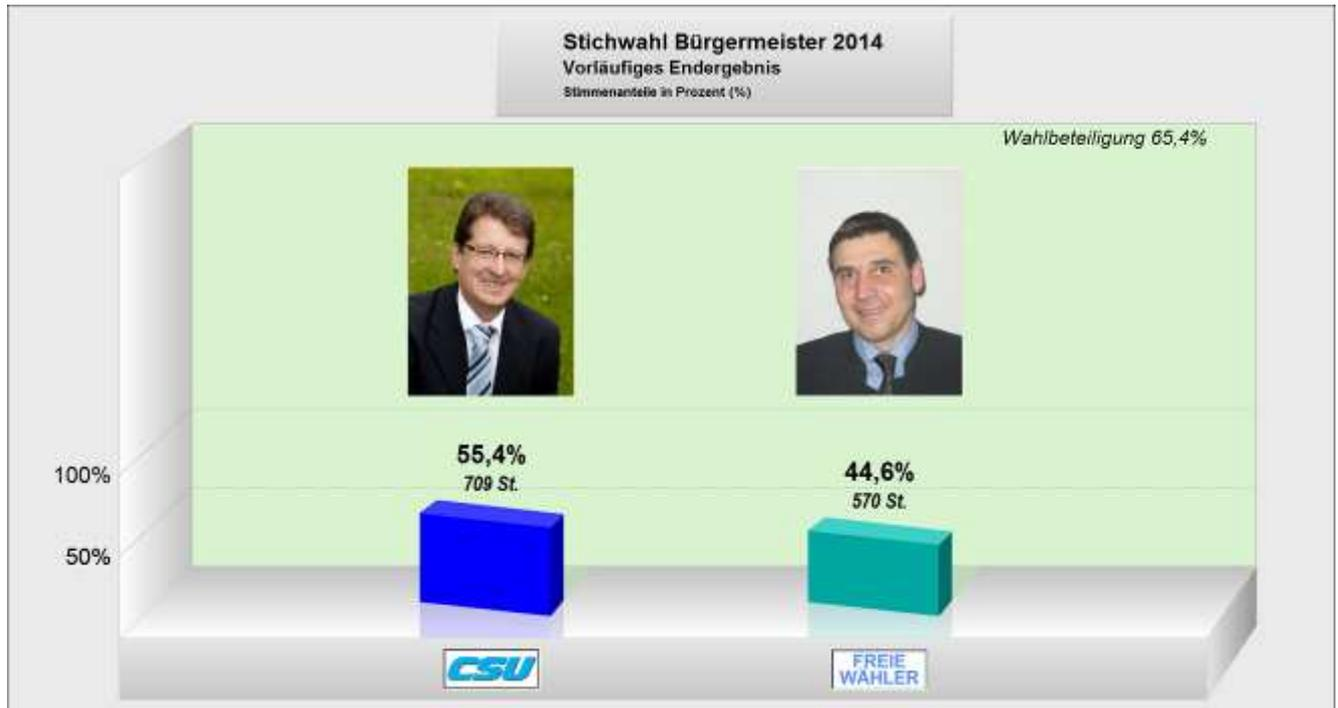 Stichwahl Bürgermeister 2014
Vorläufiges Endergebnis
Stimmenanteile in Prozent (%)
Wahlbeteiligung 65,4%
55,4%
709 St.
44,6%
570 St.
100%
50%
CSU
FREIE
WÄHLER